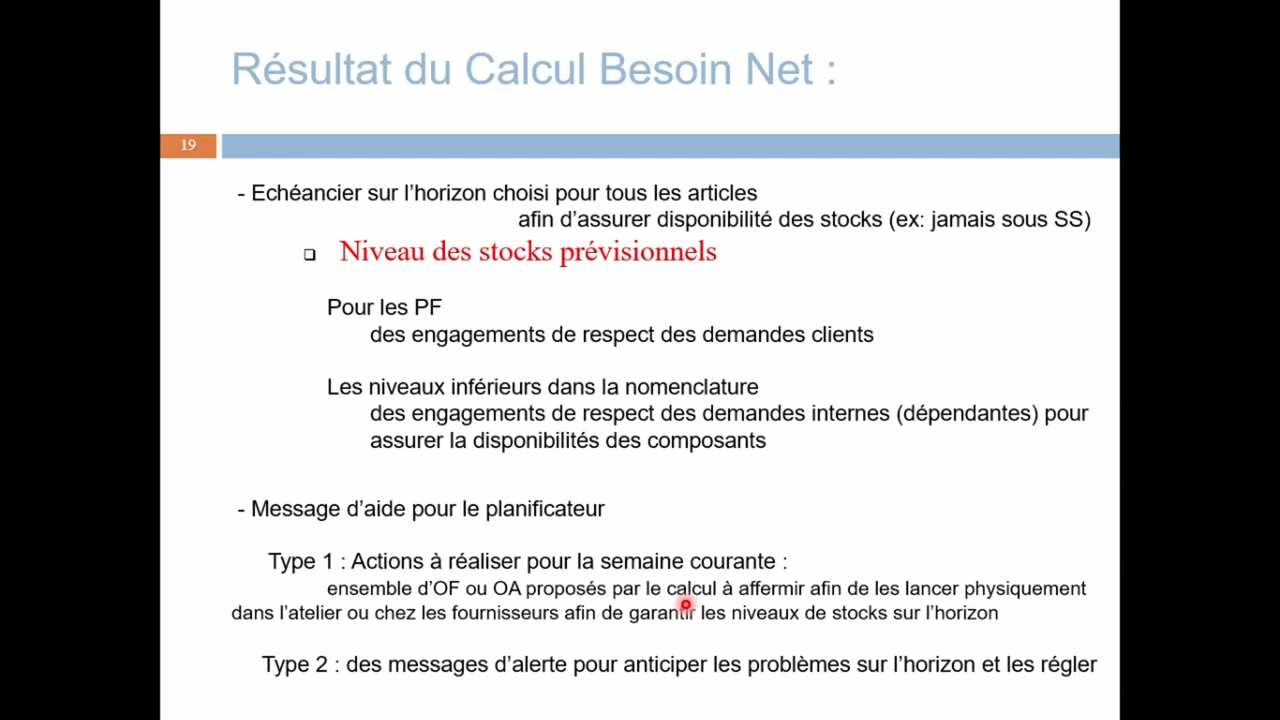 Résultat du Calcul Besoin Net :
19
- Echéancier sur l'horizon choisi pour tous les articles
afin d'assurer disponibilité des stocks (ex: jamais sous SS)
Niveau des stocks prévisionnels
Pour les PF
des engagements de respect des demandes clients
Les niveaux inférieurs dans la nomenclature
des engagements de respect des demandes internes (dépendantes) pour
assurer la disponibilités des composants
- Message d'aide pour le planificateur
Type 1 : Actions à réaliser pour la semaine courante :
ensemble d'OF ou OA proposés par le calcul à affermir afin de les lancer physiquement
dans l'atelier ou chez les fournisseurs afin de garantir les niveaux de stocks sur l'horizon
Type 2 : des messages d'alerte pour anticiper les problèmes sur l'horizon et les régler